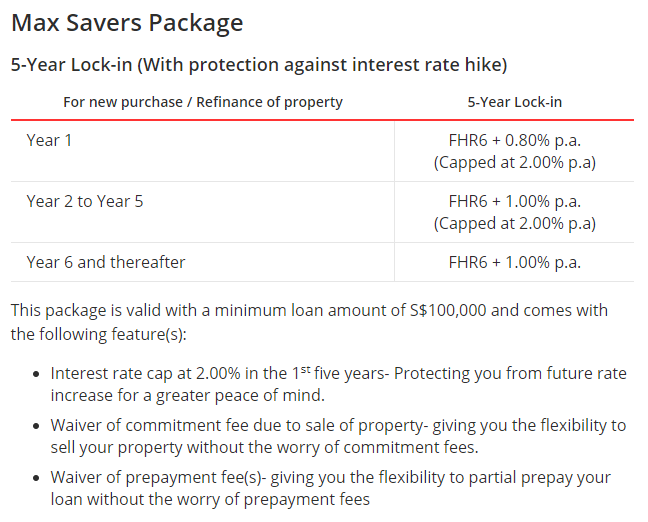 Max Savers Package
5-Year Lock-in (With protection against interest rate hike)
For new purchase / Refinance of property 5-Year Lock-in
Year 1 FHR6 + 0.80% p.a.
(Capped at 2.00% p.a)
Year 2 to Year 5 FHR6 + 1.00% p.a.
(Capped at 2.00% p.a)
Year 6 and thereafter FHR6 + 1.00% p.a.
This package is valid with a minimum loan amount of S$100,000 and comes with
the following feature(s):
• Interest rate cap at 2.00% in the 1st five years- Protecting you from future rate
increase for a greater peace of mind.
• Waiver of commitment fee due to sale of property- giving you the flexibility to
sell your property without the worry of commitment fees.
• Waiver of prepayment fee(s)- giving you the flexibility to partial prepay your
loan without the worry of prepayment fees